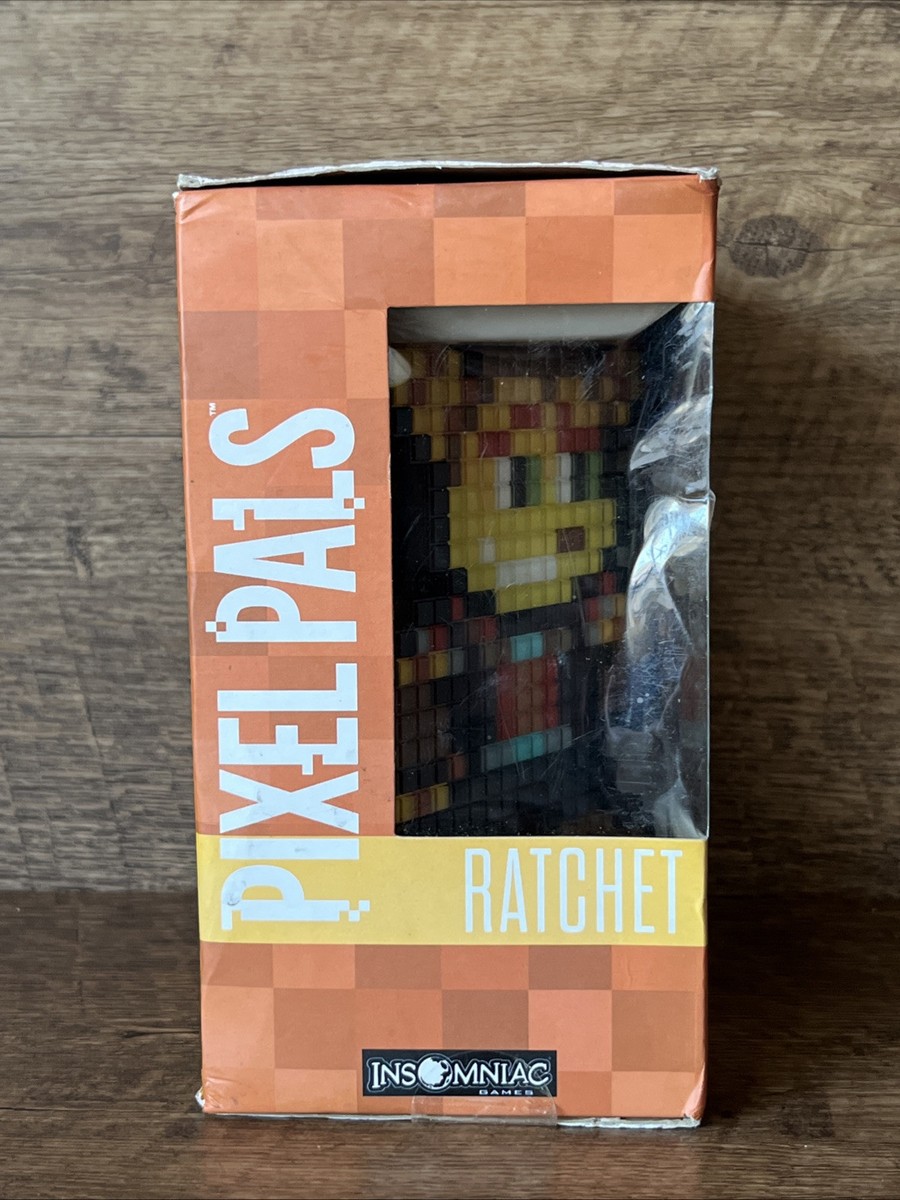 PIXEL PALS™
RATCHET
INSOMNIAC
GAMES